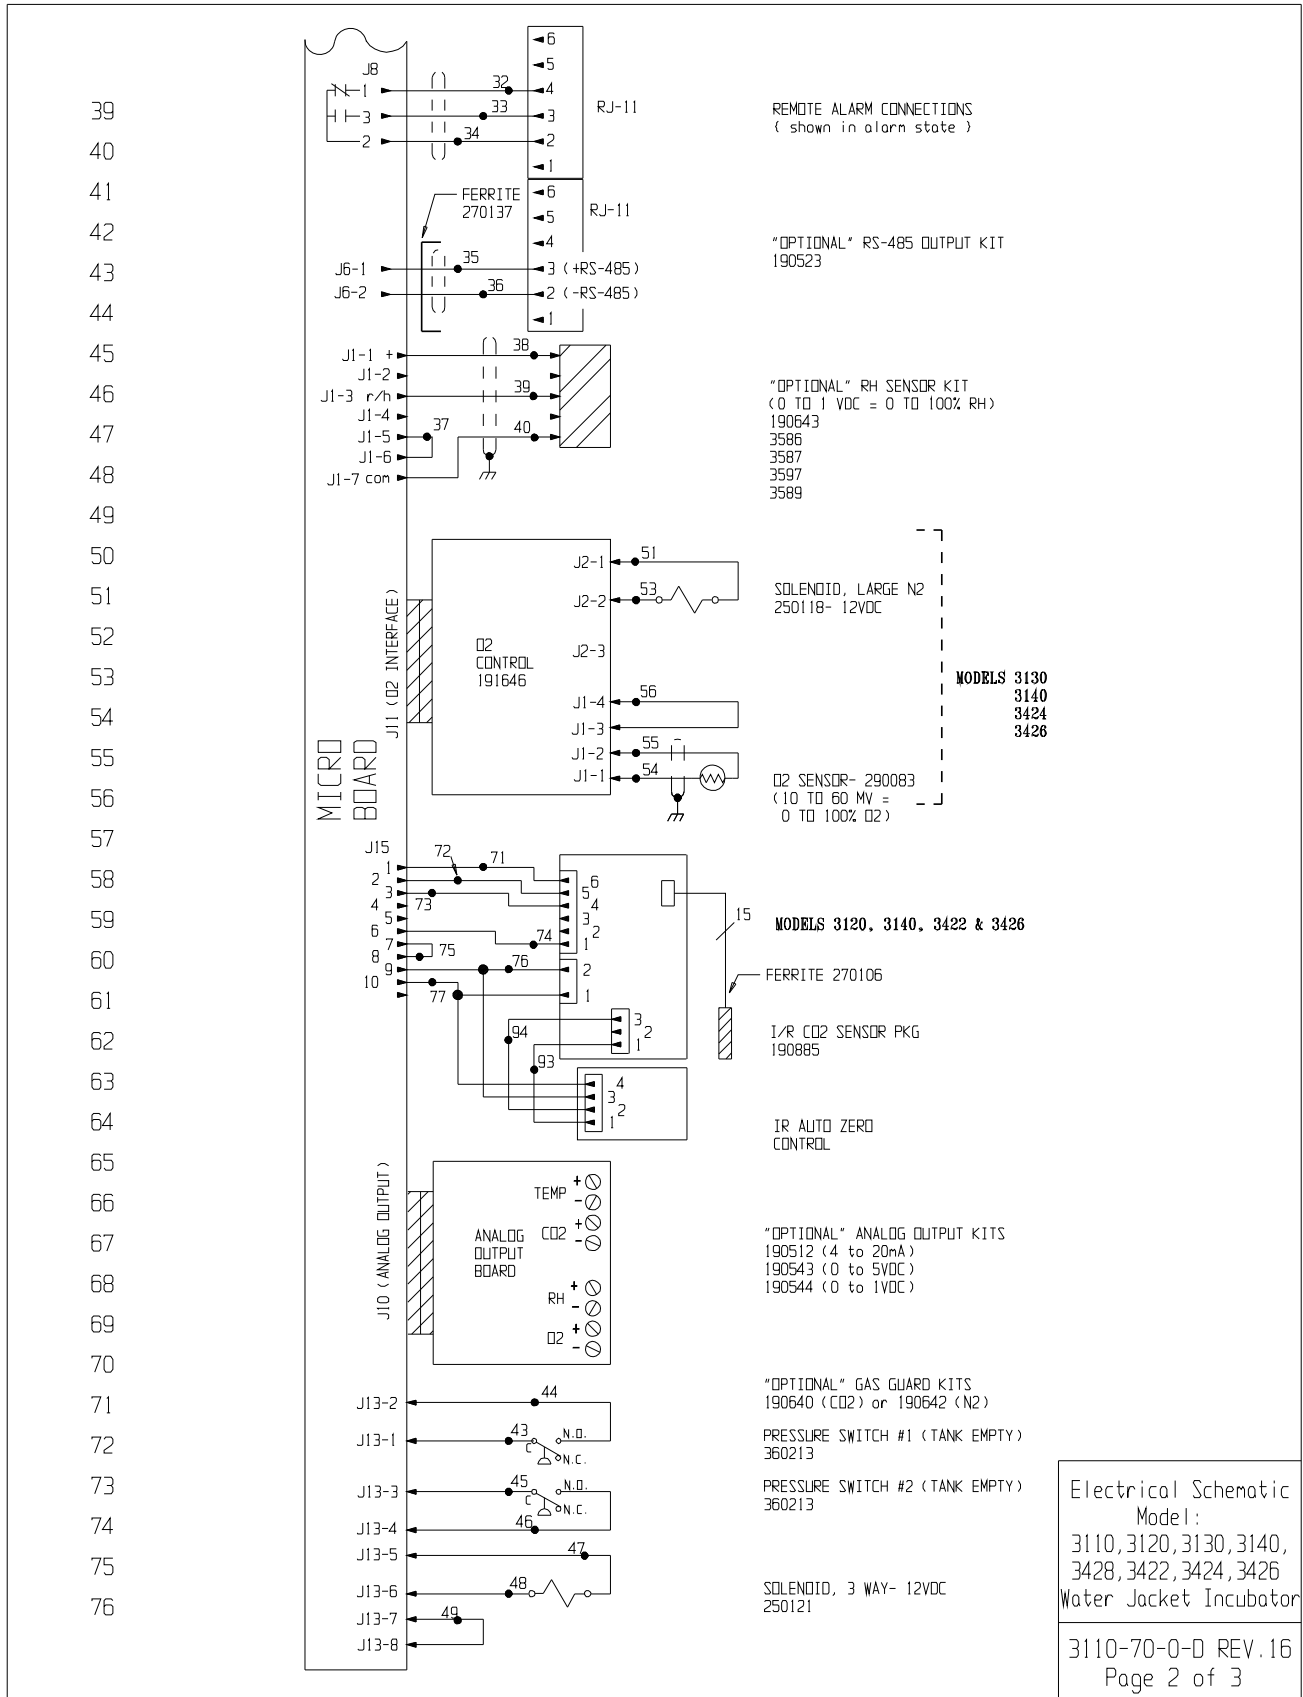 39
40
41
42
43
44
45
46
47
48
49
50
51
52
53
54
55
56
57
58
59
60
61
62
63
64
65
66
67
68
69
70
71
72
73
74
75
76
MICRO
BOARD
J8
1
3
2
32
33
34
6
5
4
3
2
1
RJ-11
REMOTE ALARM CONNECTIONS
( shown in alarm state )
FERRITE
270137
J6-1
J6-2
35
36
6
5
4
3 (+RS-485)
2 (-RS-485)
1
RJ-11
"OPTIONAL" RS-485 OUTPUT KIT
190523
J1-1 +
J1-2
J1-3 r/h
J1-4
J1-5
J1-6
J1-7 com
37
38
39
40
"OPTIONAL" RH SENSOR KIT
(0 TO 1 VDC = 0 TO 100% RH)
190643
3586
3587
3597
3589
J11 (O2 INTERFACE)
O2
CONTROL
191646
J2-1
J2-2
J2-3
J1-4
J1-3
J1-2
J1-1
51
53
56
55
54
SOLENOID, LARGE N2
250118- 12VDC
MODELS 3130
3140
3424
3426
O2 SENSOR- 290083
(10 TO 60 MV =
0 TO 100% O2)
J15
1
2
3
4
5
6
7
8
9
10
71
72
73
74
75
76
77
6
5
4
3
2
1
2
1
3
2
1
94
93
4
3
2
1
15
MODELS 3120, 3140, 3422 & 3426
FERRITE 270106
I/R CO2 SENSOR PKG
190885
IR AUTO ZERO
CONTROL
J10 (ANALOG OUTPUT)
ANALOG
OUTPUT
BOARD
TEMP + -
CO2 + -
RH + -
O2 + -
"OPTIONAL" ANALOG OUTPUT KITS
190512 (4 to 20mA)
190543 (0 to 5VDC)
190544 (0 to 1VDC)
"OPTIONAL" GAS GUARD KITS
190640 (CO2) or 190642 (N2)
J13-2
44
J13-1
43
C
N.O.
N.C.
PRESSURE SWITCH #1 (TANK EMPTY)
360213
J13-3
45
C
N.O.
N.C.
PRESSURE SWITCH #2 (TANK EMPTY)
360213
J13-4
46
J13-5
47
J13-6
48
SOLENOID, 3 WAY- 12VDC
250121
J13-7
49
J13-8
Electrical Schematic
Model:
3110,3120,3130,3140,
3428,3422,3424,3426
Water Jacket Incubator
3110-70-0-D REV.16
Page 2 of 3